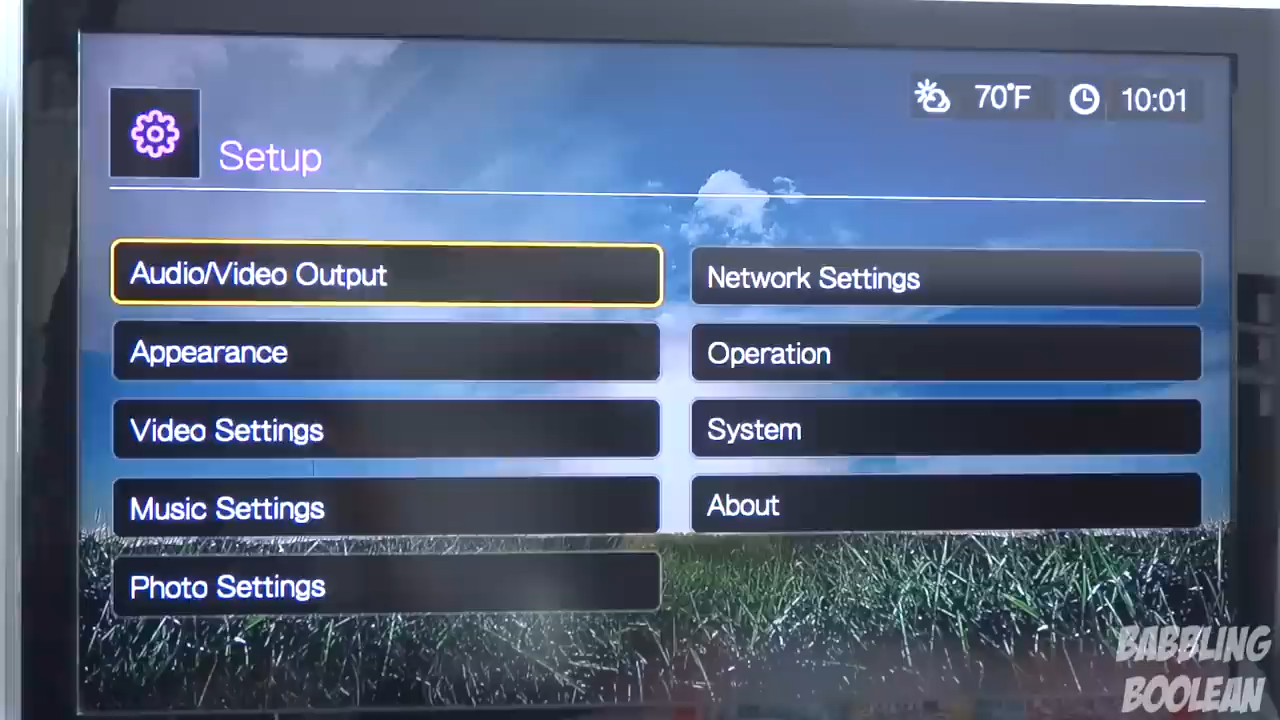 70°F 10:01
Setup
Audio/Video Output
Appearance
Video Settings
Music Settings
Photo Settings
Network Settings
Operation
System
About
BABBLING
BOOLEAN